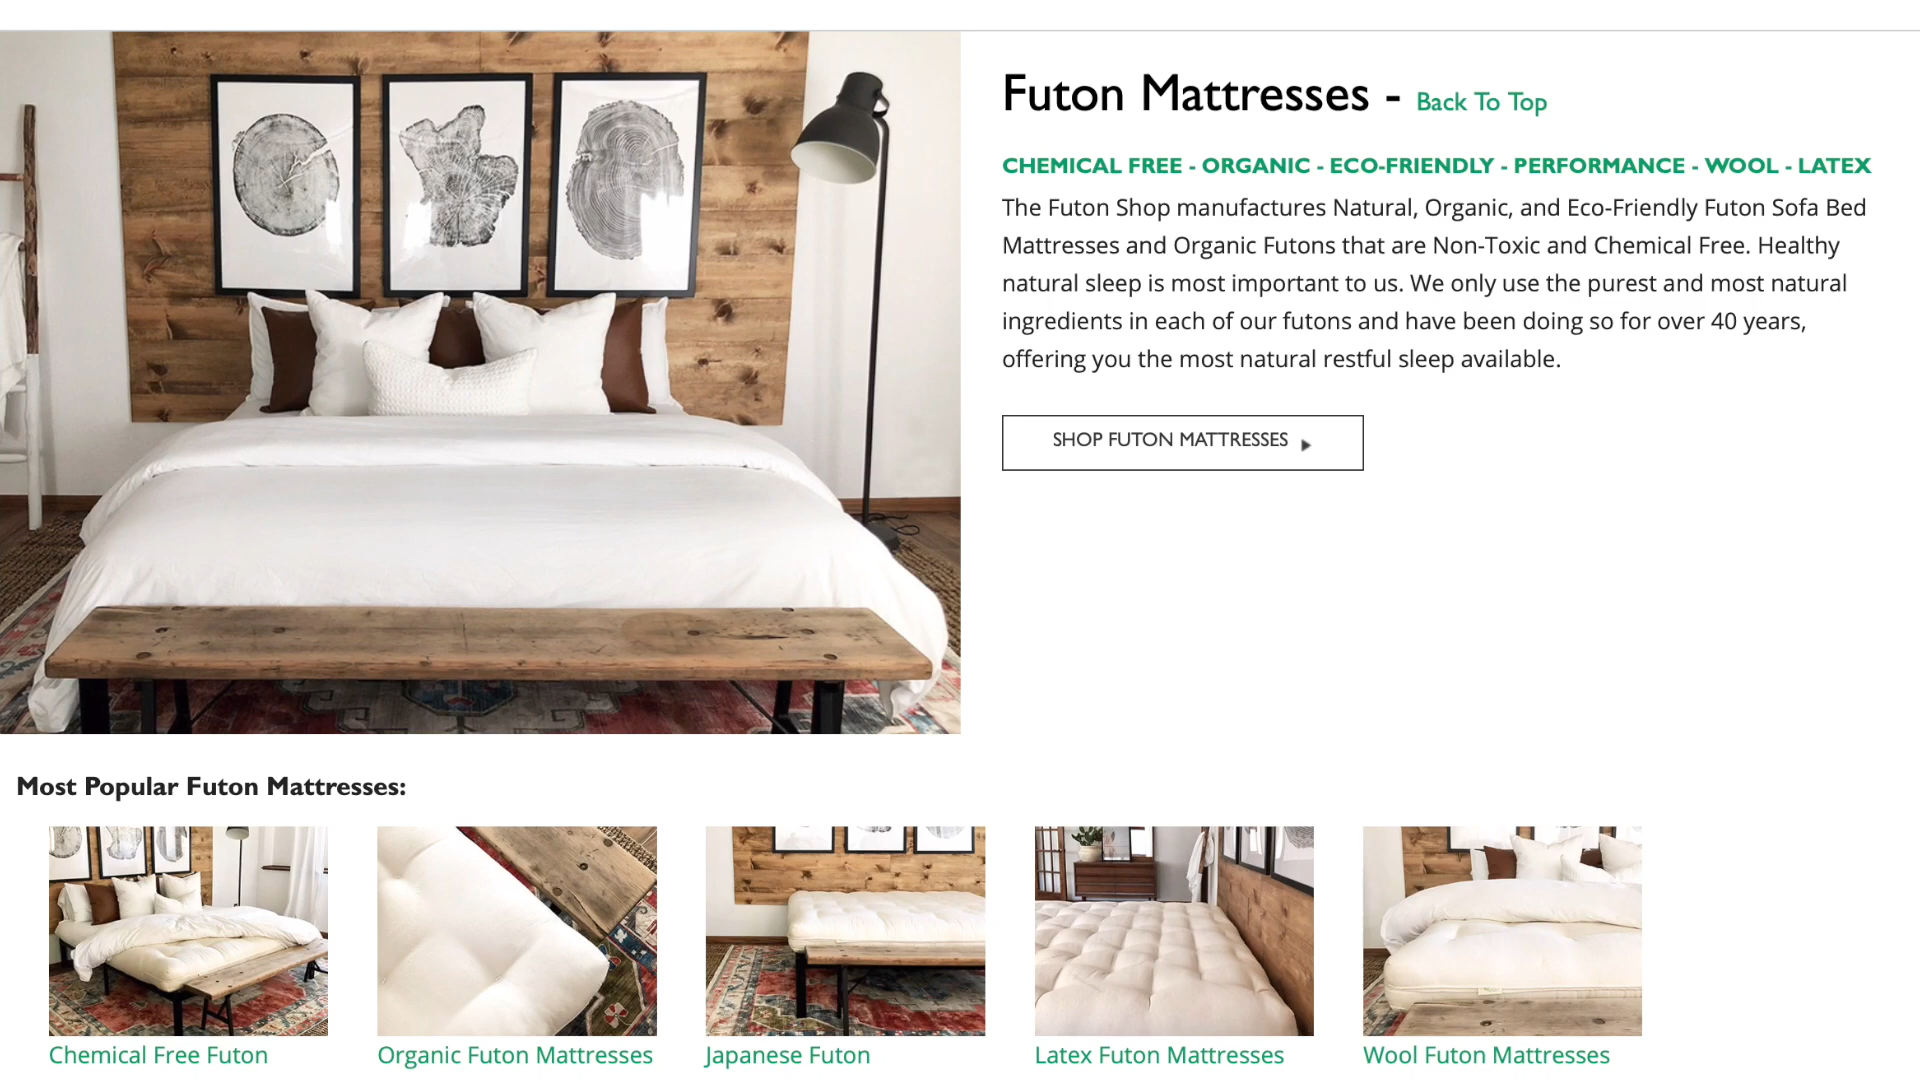 Futon Mattresses - Back To Top
CHEMICAL FREE - ORGANIC - ECO-FRIENDLY - PERFORMANCE - WOOL - LATEX
The Futon Shop manufactures Natural, Organic, and Eco-Friendly Futon Sofa Bed
Mattresses and Organic Futons that are Non-Toxic and Chemical Free. Healthy
natural sleep is most important to us. We only use the purest and most natural
ingredients in each of our futons and have been doing so for over 40 years,
offering you the most natural restful sleep available.
SHOP FUTON MATTRESSES
Most Popular Futon Mattresses:
Chemical Free Futon
Organic Futon Mattresses
Japanese Futon
Latex Futon Mattresses
Wool Futon Mattresses